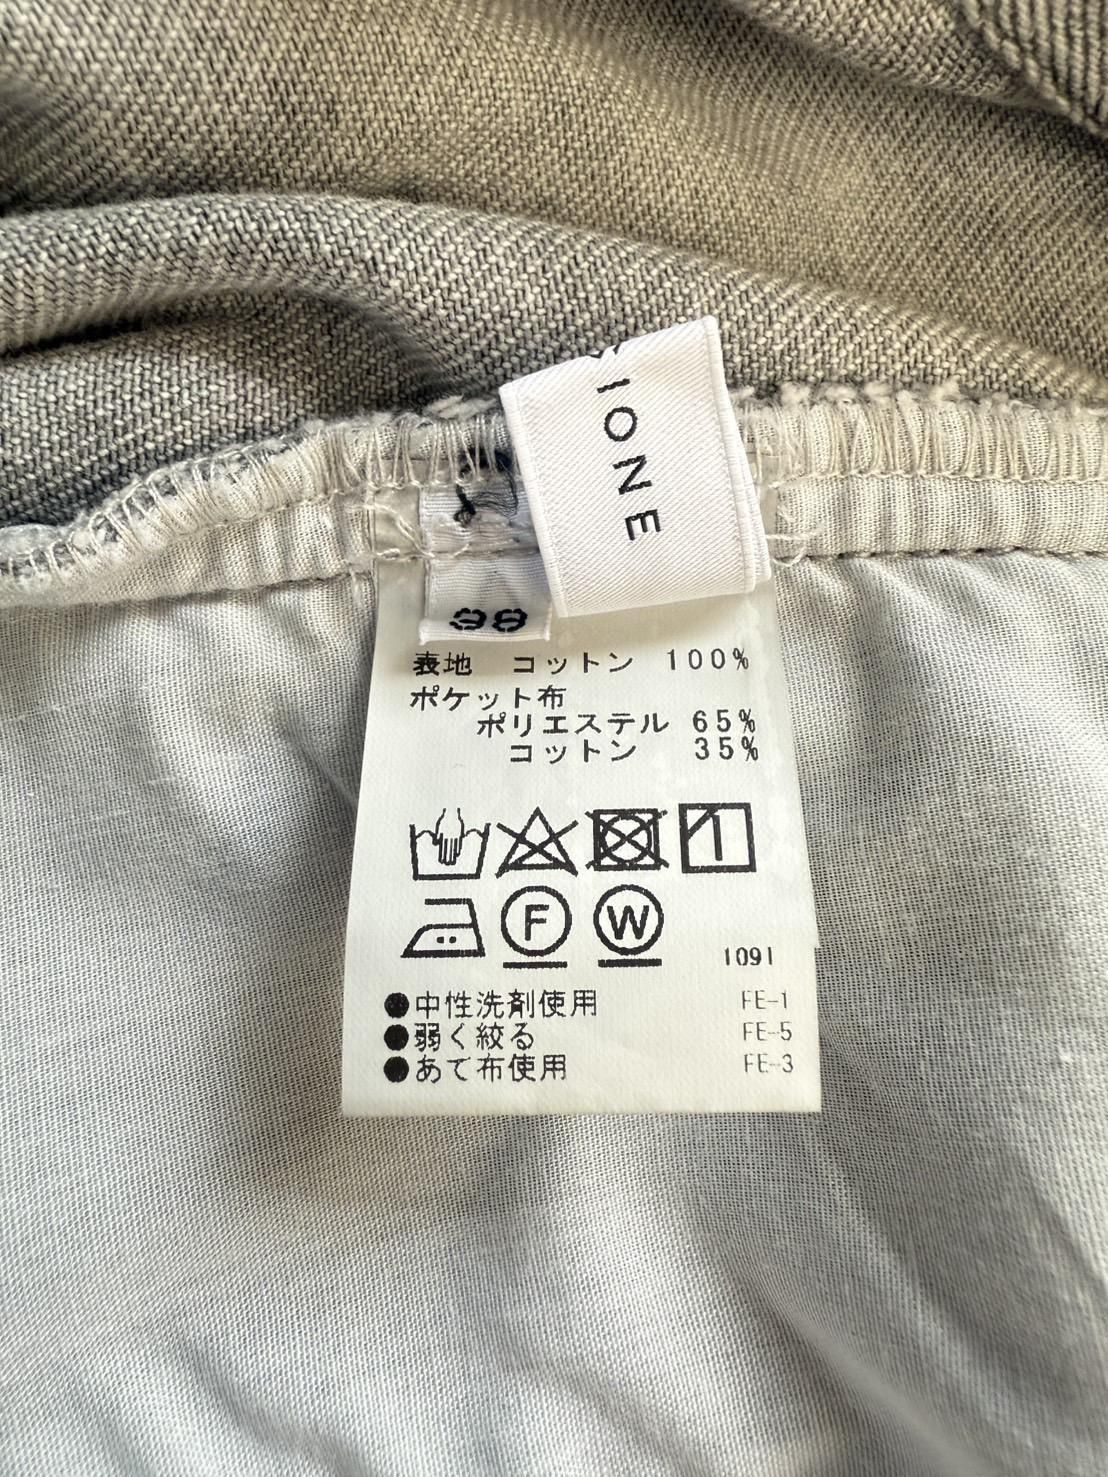 SIONE
98
表地 コットン 100%
ポケット布
ポリエステル 65%
コットン 35%
F W
1091
●中性洗剤使用 FE-1
●弱く絞る FE-5
●あて布使用 FE-3